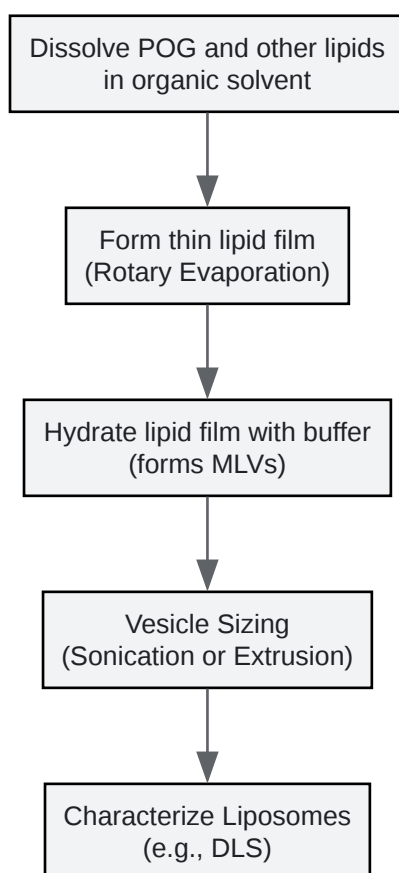 Dissolve POG and other lipids
in organic solvent
Form thin lipid film
(Rotary Evaporation)
Hydrate lipid film with buffer
(forms MLVs)
Vesicle Sizing
(Sonication or Extrusion)
Characterize Liposomes
(e.g., DLS)